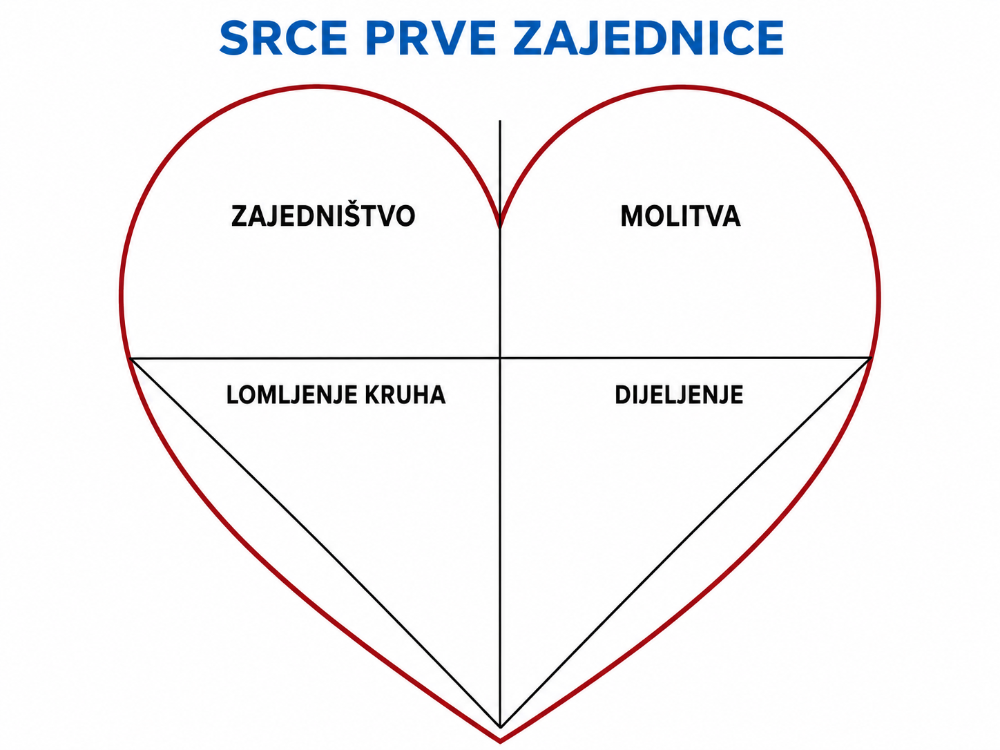 SRCE PRVE ZAJEDNICE
ZAJEDNIŠTVO
MOLITVA
LOMLJENJE KRUHA
DIJELJENJE